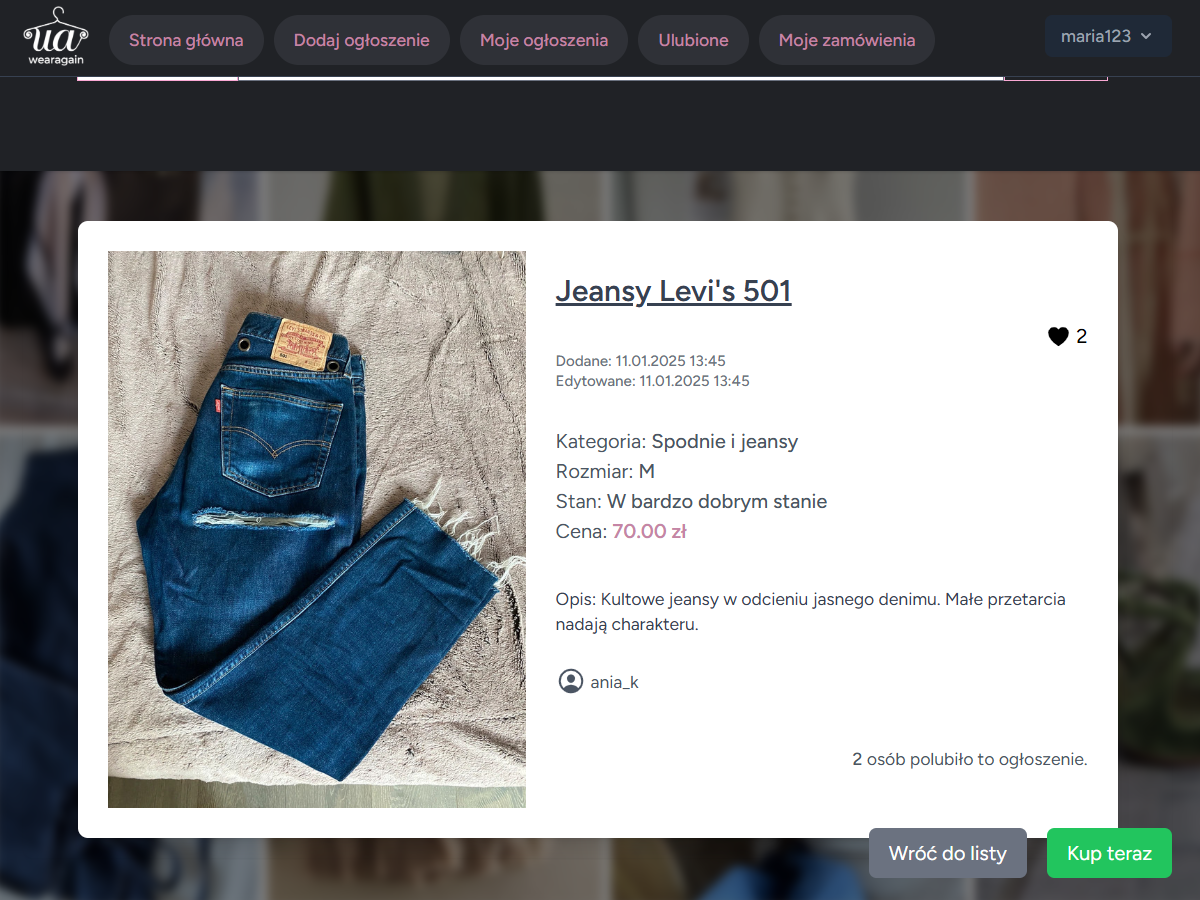 ua
wearagain
Strona główna
Dodaj ogłoszenie
Moje ogłoszenia
Ulubione
Moje zamówienia
maria123
Jeansy Levi's 501
2
Dodane: 11.01.2025 13:45
Edytowane: 11.01.2025 13:45
Kategoria: Spodnie i jeansy
Rozmiar: M
Stan: W bardzo dobrym stanie
Cena: 70.00 zł
Opis: Kultowe jeansy w odcieniu jasnego denimu. Małe przetarcia
nadają charakteru.
ania_k
2 osób polubiło to ogłoszenie.
Wróć do listy
Kup teraz